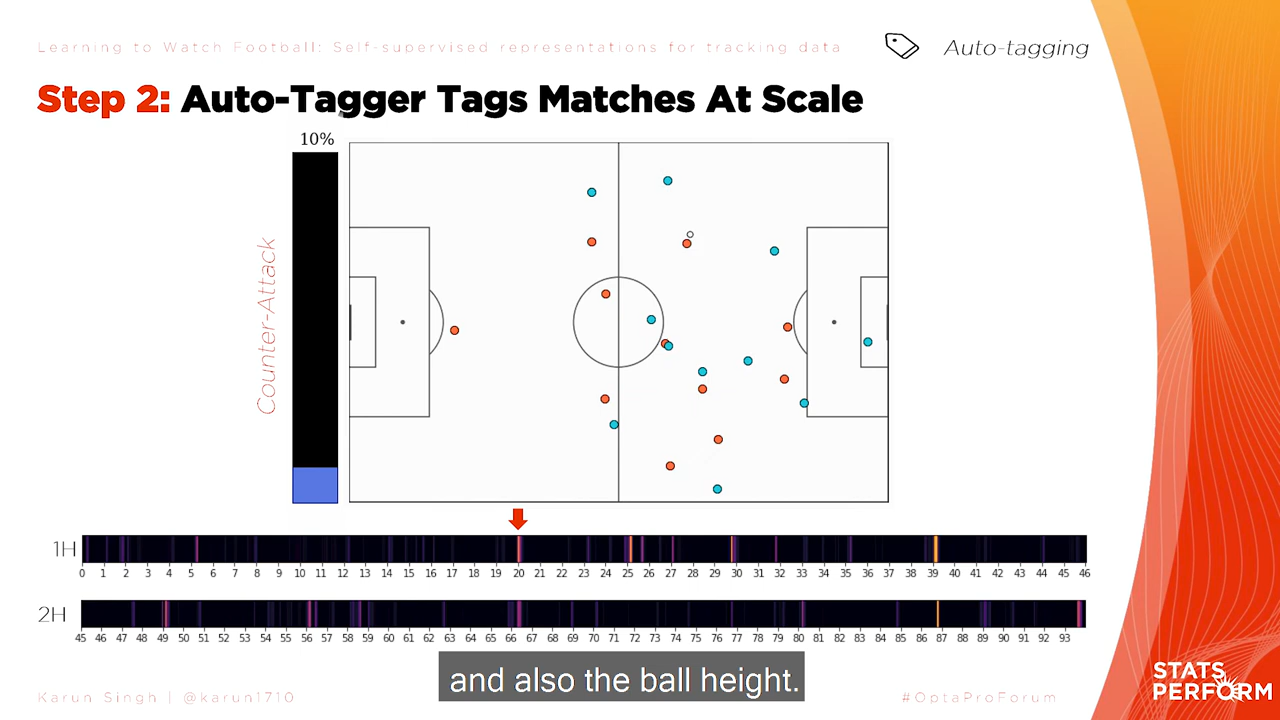 Learning to Watch Football: Self-supervised representations for tracking data
Auto-tagging
Step 2: Auto-Tagger Tags Matches At Scale
10%
Counter-Attack
1H
0 1 2 3 4 5 6 7 8 9 10 11 12 13 14 15 16 17 18 19 20 21 22 23 24 25 26 27 28 29 30 31 32 33 34 35 36 37 38 39 40 41 42 43 44 45 46
2H
45 46 47 48 49 50 51 52 53 54 55 56 57 58 59 60 61 62 63 64 65 66 67 68 69 70 71 72 73 74 75 76 77 78 79 80 81 82 83 84 85 86 87 88 89 90 91 92 93
and also the ball height.
Karun Singh | @karun1710
#OptaProForum
STATS
PERFORM